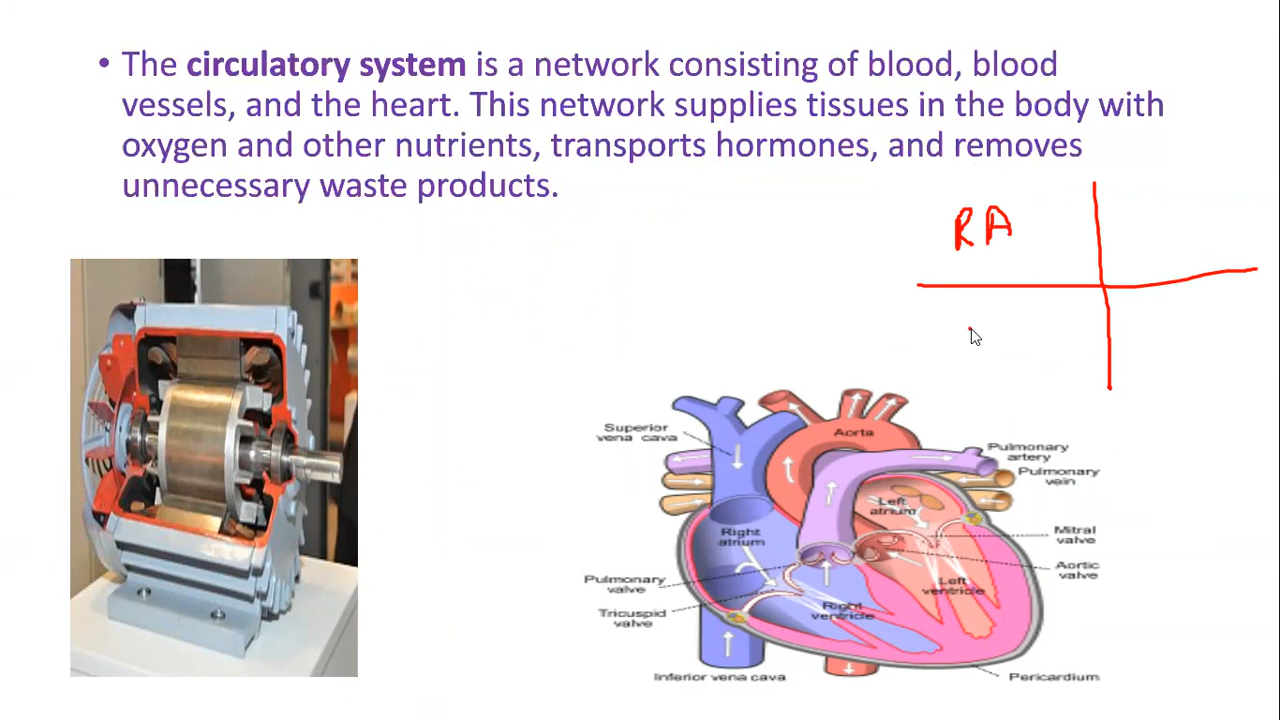 • The circulatory system is a network consisting of blood, blood
vessels, and the heart. This network supplies tissues in the body with
oxygen and other nutrients, transports hormones, and removes
unnecessary waste products.
RA
Superior
vena cava
Aorta
Pulmonary
artery
Pulmonary
vein
Left
atrium
Right
atrium
Mitral
valve
Aortic
valve
Pulmonary
valve
Left
ventricle
Tricuspid
valve
Right
ventricle
Inferior vena cava
Pericardium